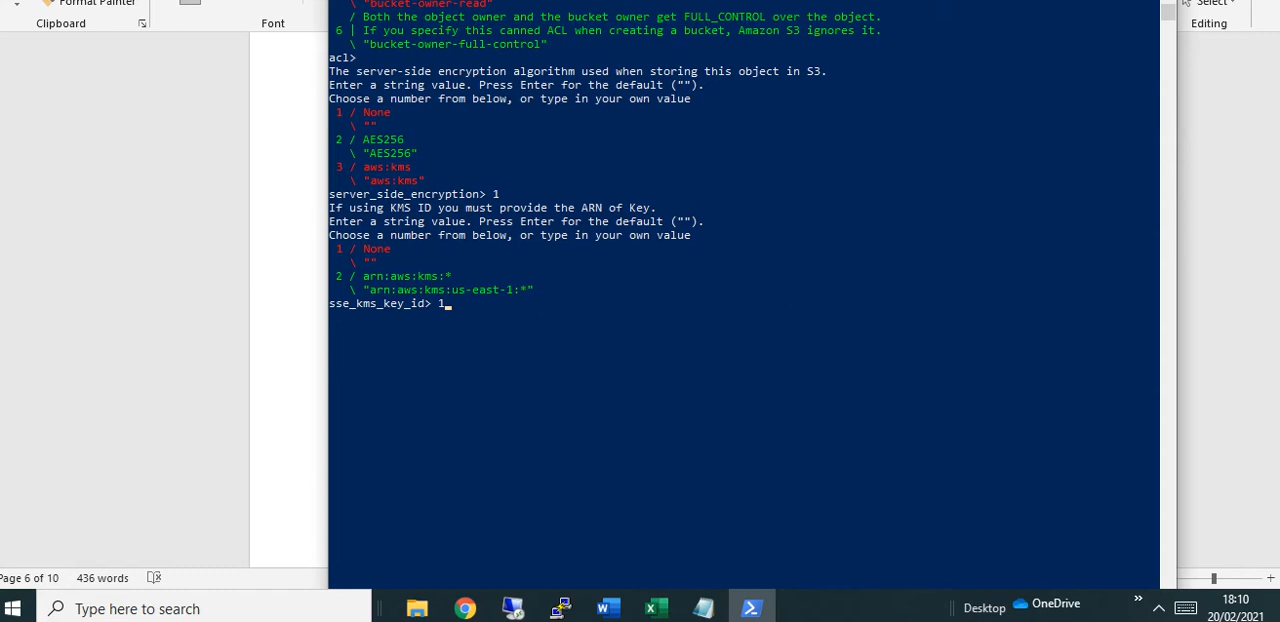 Format Painter
Select
Clipboard
Font
Editing
\ "bucket-owner-read"
/ Both the object owner and the bucket owner get FULL_CONTROL over the object.
6 | If you specify this canned ACL when creating a bucket, Amazon S3 ignores it.
\ "bucket-owner-full-control"
acl>
The server-side encryption algorithm used when storing this object in S3.
Enter a string value. Press Enter for the default ("").
Choose a number from below, or type in your own value
1 / None
\ ""
2 / AES256
\ "AES256"
3 / aws:kms
\ "aws:kms"
server_side_encryption> 1
If using KMS ID you must provide the ARN of Key.
Enter a string value. Press Enter for the default ("").
Choose a number from below, or type in your own value
1 / None
\ ""
2 / arn:aws:kms:*
\ "arn:aws:kms:us-east-1:*"
sse_kms_key_id> 1
Page 6 of 10 436 words
Type here to search
Desktop
OneDrive
18:10
20/02/2021